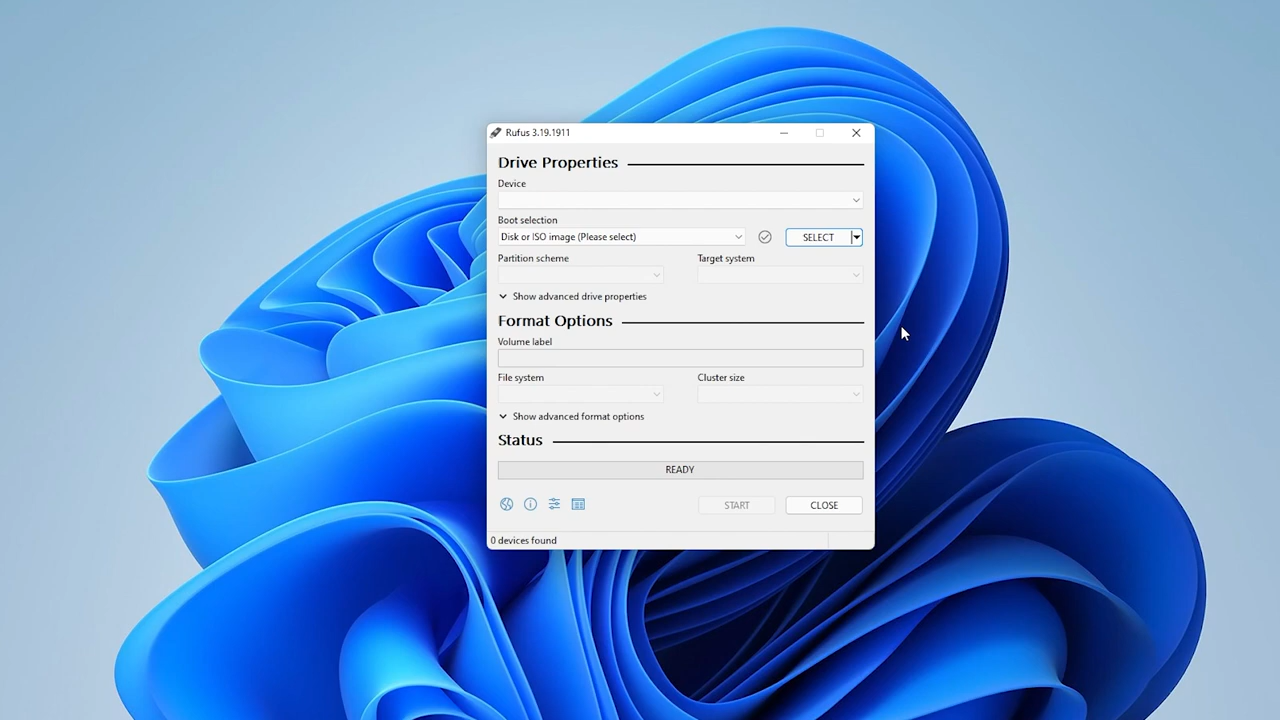 Rufus 3.19.1911
Drive Properties
Device
Boot selection
Disk or ISO image (Please select)
SELECT
Partition scheme
Target system
Show advanced drive properties
Format Options
Volume label
File system
Cluster size
Show advanced format options
Status
READY
START
CLOSE
0 devices found